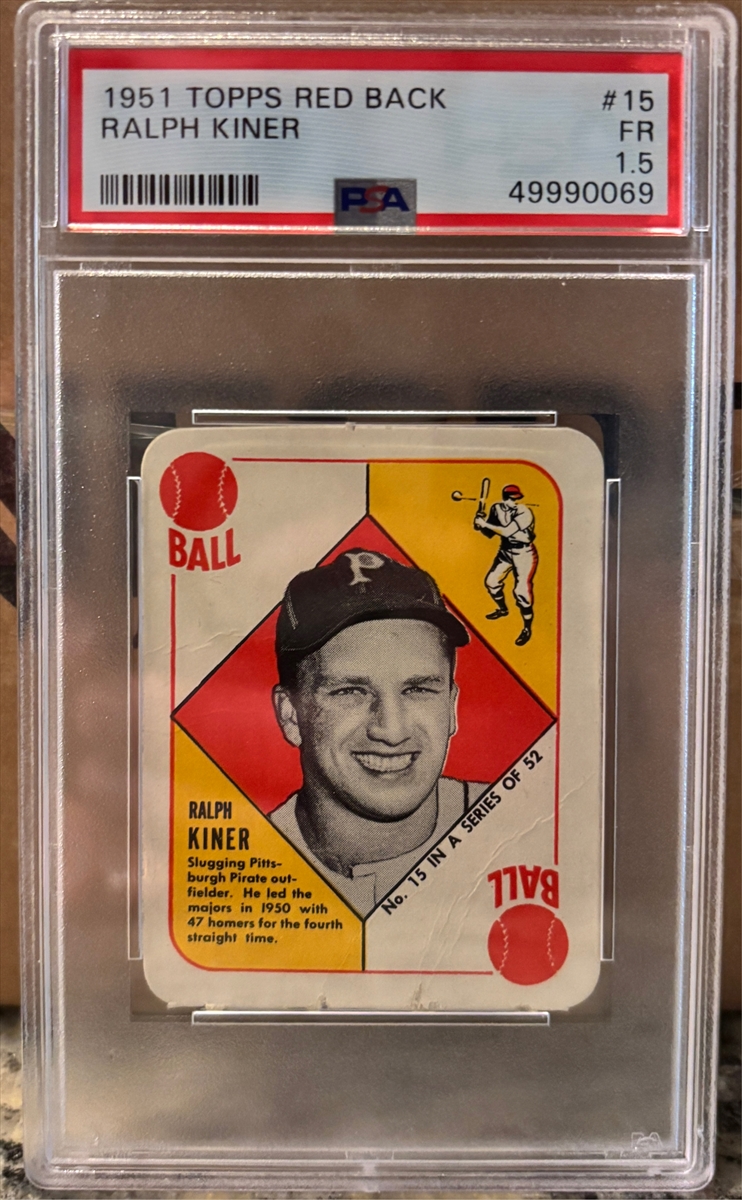 1951 TOPPS RED BACK #15
RALPH KINER FR
1.5
49990069
PSA
BALL
P
RALPH
KINER
Slugging Pitts-
burgh Pirate out-
fielder. He led the
majors in 1950 with
47 homers for the fourth
straight time.
No. 15 IN A SERIES OF 52
BALL
PSA